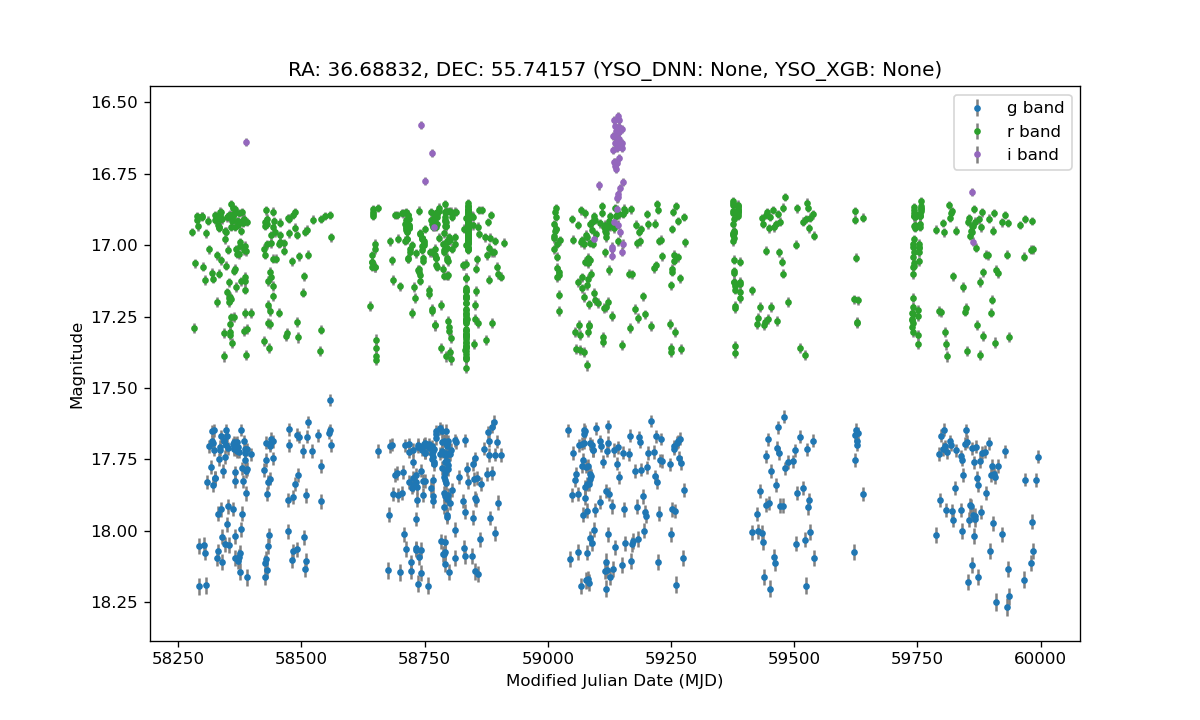 RA: 36.68832, DEC: 55.74157 (YSO_DNN: None, YSO_XGB: None)
g band
r band
i band
16.50
16.75
17.00
17.25
17.50
17.75
18.00
18.25
Magnitude
58250 58500 58750 59000 59250 59500 59750 60000
Modified Julian Date (MJD)